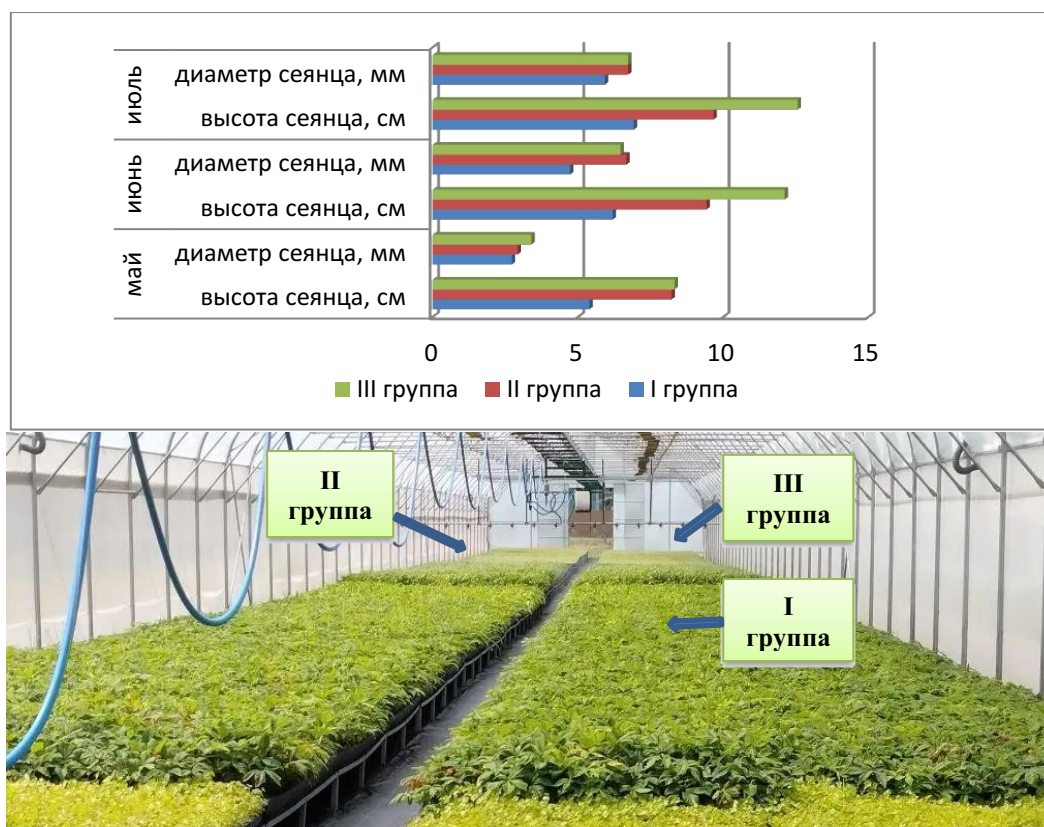 июль
диаметр сеянца, мм
высота сеянца, см
июнь
диаметр сеянца, мм
высота сеянца, см
май
диаметр сеянца, мм
высота сеянца, см
0 5 10 15
III группа II группа I группа
II
группа
III
группа
I
группа